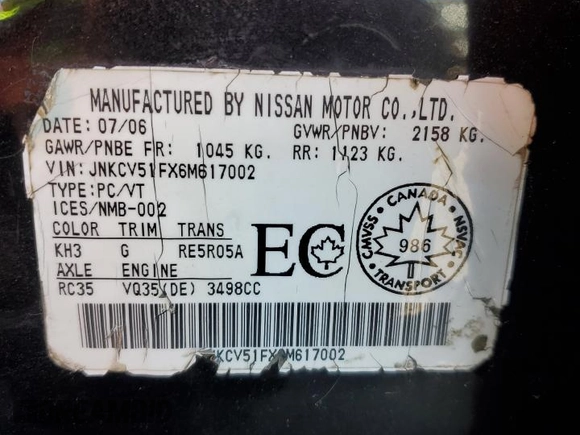 MANUFACTURED BY NISSAN MOTOR CO.,LTD.
DATE: 07/06 GVWR/PNBV: 2158 KG.
GAWR/PNBE FR: 1045 KG. RR: 1123 KG.
VIN: JNKCV51FX6M617002
TYPE: PC/VT
ICES/NMB-002
COLOR TRIM TRANS
KH3 G RE5R05A
AXLE ENGINE
RC35 VQ35(DE) 3498CC
EC
CANADA
CMVSS NSVAC
986
TRANSPORT
JNKCV51FX6M617002